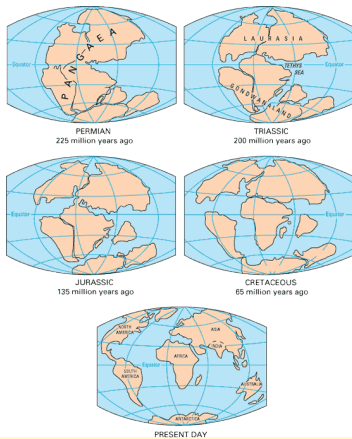 PANGAEA
Equator
PERMIAN
225 million years ago
LAURASIA
Equator
TETHYS
SEA
GONDWANALAND
TRIASSIC
200 million years ago
Equator
JURASSIC
135 million years ago
Equator
CRETACEOUS
65 million years ago
NORTH
AMERICA
ASIA
INDIA
AFRICA
Equator
SOUTH
AMERICA
AUSTRALIA
ANTARCTICA
PRESENT DAY